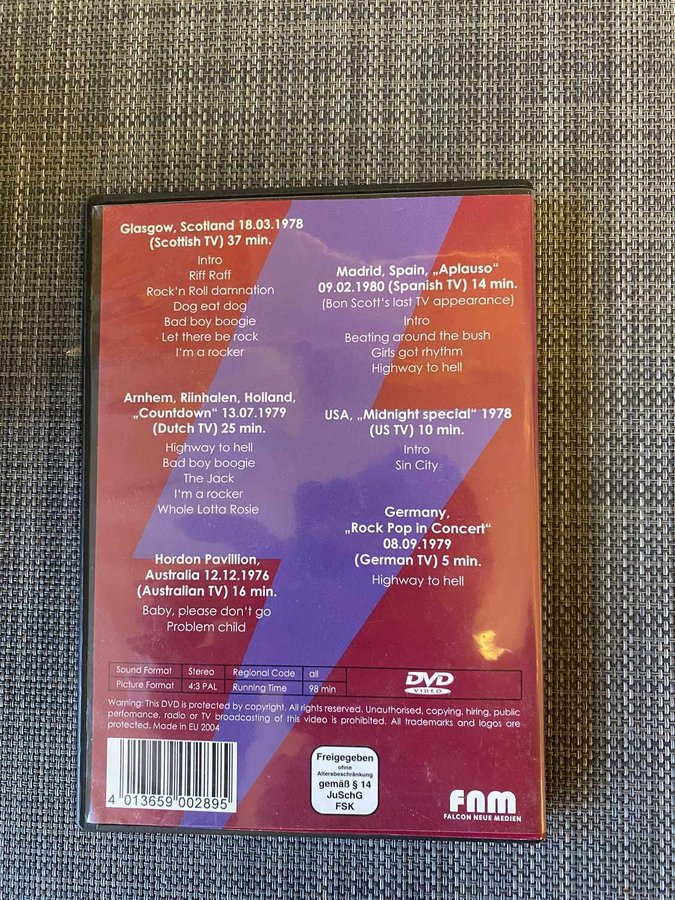 Glasgow, Scotland 18.03.1978
(Scottish TV) 37 min.
Intro
Riff Raff
Rock'n Roll damnation
Dog eat dog
Bad boy boogie
Let there be rock
I'm a rocker
Arnhem, Riinhalen, Holland,
„Countdown“ 13.07.1979
(Dutch TV) 25 min.
Highway to hell
Bad boy boogie
The Jack
I'm a rocker
Whole Lotta Rosie
Hordon Pavillion,
Australia 12.12.1976
(Australian TV) 16 min.
Baby, please don't go
Problem child
Madrid, Spain, „Aplauso“
09.02.1980 (Spanish TV) 14 min.
(Bon Scott's last TV appearance)
Intro
Beating around the bush
Girls got rhythm
Highway to hell
USA, „Midnight special“ 1978
(US TV) 10 min.
Intro
Sin City
Germany,
„Rock Pop in Concert“
08.09.1979
(German TV) 5 min.
Highway to hell
Sound Format Stereo Regional Code all
Picture Format 4:3 PAL Running Time 98 min
DVD
VIDEO
Warning: This DVD is protected by copyright. All rights reserved. Unauthorised, copying, hiring, public
perfomance, radio or TV broadcasting of this video is prohibited. All trademarks and logos are
protected. Made in EU 2004
4 013659 002895
Freigegeben
ohne
Altersbeschränkung
gemäß § 14
JuSchG
FSK
FNM
FALCON NEUE MEDIEN